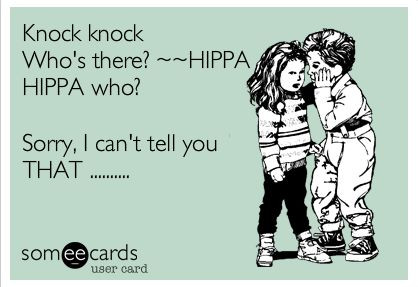 Knock knock
Who's there? ~~HIPPA
HIPPA who?
Sorry, I can't tell you
THAT ..........
someecards
user card